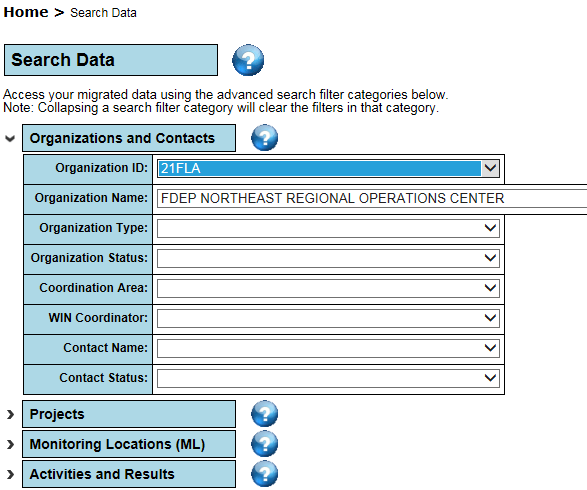 Home > Search Data
Search Data ?
Access your migrated data using the advanced search filter categories below.
Note: Collapsing a search filter category will clear the filters in that category.
Organizations and Contacts ?
Organization ID: 21FLA
Organization Name: FDEP NORTHEAST REGIONAL OPERATIONS CENTER
Organization Type:
Organization Status:
Coordination Area:
WIN Coordinator:
Contact Name:
Contact Status:
Projects ?
Monitoring Locations (ML) ?
Activities and Results ?